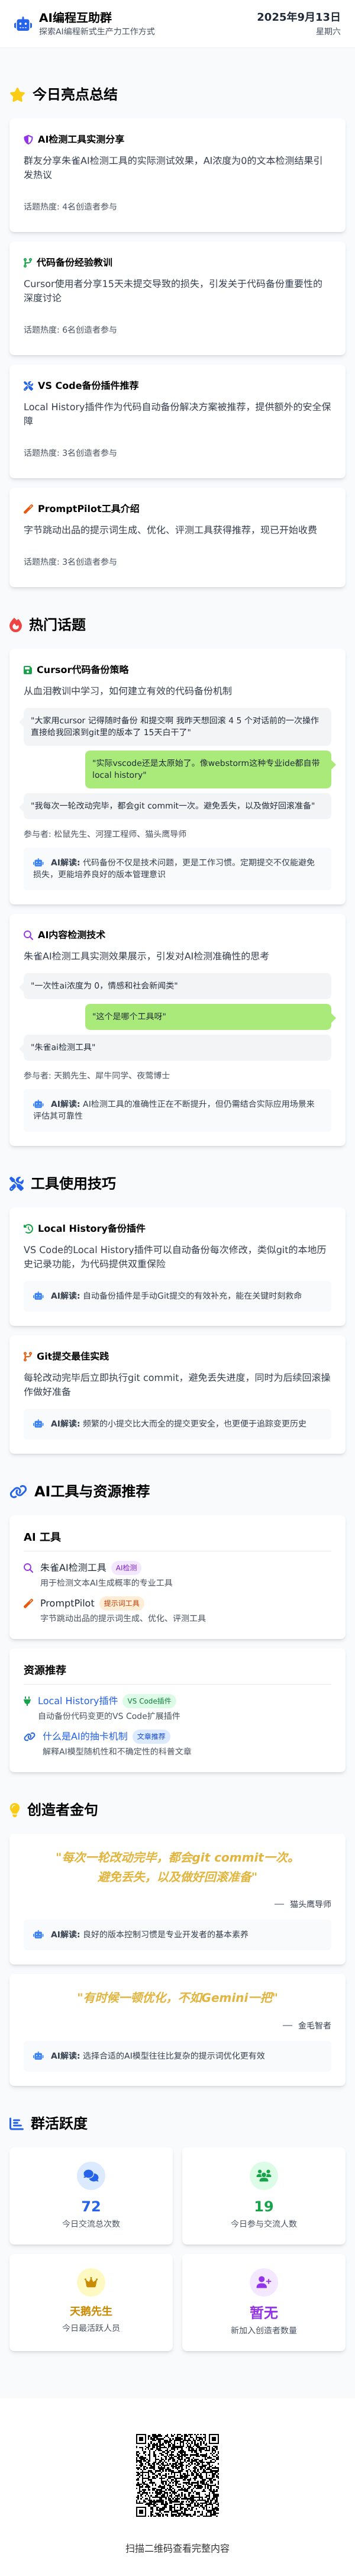 AI编程互助群
探索AI编程新式生产力工作方式
2025年9月13日
星期六
今日亮点总结
AI检测工具实测分享
群友分享朱雀AI检测工具的实际测试效果，AI浓度为0的文本检测结果引
发热议
话题热度: 4名创造者参与
代码备份经验教训
Cursor使用者分享15天未提交导致的损失，引发关于代码备份重要性的
深度讨论
话题热度: 6名创造者参与
VS Code备份插件推荐
Local History插件作为代码自动备份解决方案被推荐，提供额外的安全保
障
话题热度: 3名创造者参与
PromptPilot工具介绍
字节跳动出品的提示词生成、优化、评测工具获得推荐，现已开始收费
话题热度: 3名创造者参与
热门话题
Cursor代码备份策略
从血泪教训中学习，如何建立有效的代码备份机制
"大家用cursor 记得随时备份 和提交啊 我昨天想回滚 4 5 个对话前的一次操作
直接给我回滚到git里的版本了 15天白干了"
"实际vscode还是太原始了。像webstorm这种专业ide都自带
local history"
"我每次一轮改动完毕，都会git commit一次。避免丢失，以及做好回滚准备"
参与者: 松鼠先生、河狸工程师、猫头鹰导师
AI解读: 代码备份不仅是技术问题，更是工作习惯。定期提交不仅能避免
损失，更能培养良好的版本管理意识
AI内容检测技术
朱雀AI检测工具实测效果展示，引发对AI检测准确性的思考
"一次性ai浓度为 0，情感和社会新闻类"
"这个是哪个工具呀"
"朱雀ai检测工具"
参与者: 天鹅先生、犀牛同学、夜莺博士
AI解读: AI检测工具的准确性正在不断提升，但仍需结合实际应用场景来
评估其可靠性
工具使用技巧
Local History备份插件
VS Code的Local History插件可以自动备份每次修改，类似git的本地历
史记录功能，为代码提供双重保险
AI解读: 自动备份插件是手动Git提交的有效补充，能在关键时刻救命
Git提交最佳实践
每轮改动完毕后立即执行git commit，避免丢失进度，同时为后续回滚操
作做好准备
AI解读: 频繁的小提交比大而全的提交更安全，也更便于追踪变更历史
AI工具与资源推荐
AI 工具
朱雀AI检测工具 AI检测
用于检测文本AI生成概率的专业工具
PromptPilot 提示词工具
字节跳动出品的提示词生成、优化、评测工具
资源推荐
Local History插件 VS Code插件
自动备份代码变更的VS Code扩展插件
什么是AI的抽卡机制 文章推荐
解释AI模型随机性和不确定性的科普文章
创造者金句
"每次一轮改动完毕，都会git commit一次。
避免丢失，以及做好回滚准备"
— 猫头鹰导师
AI解读: 良好的版本控制习惯是专业开发者的基本素养
"有时候一顿优化，不如Gemini一把"
— 金毛智者
AI解读: 选择合适的AI模型往往比复杂的提示词优化更有效
群活跃度
72
今日交流总次数
19
今日参与交流人数
天鹅先生
今日最活跃人员
暂无
新加入创造者数量
扫描二维码查看完整内容